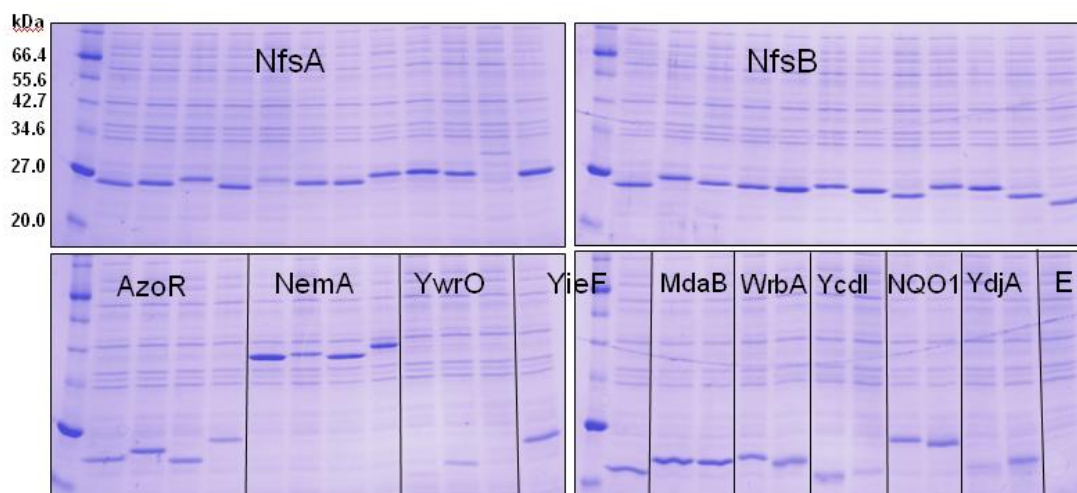 kDa
66.4
55.6
42.7
34.6
27.0
20.0
NfsA
NfsB
AzoR NemA YwrO YieF
MdaB WrbA YcdI NQO1 YdjA E